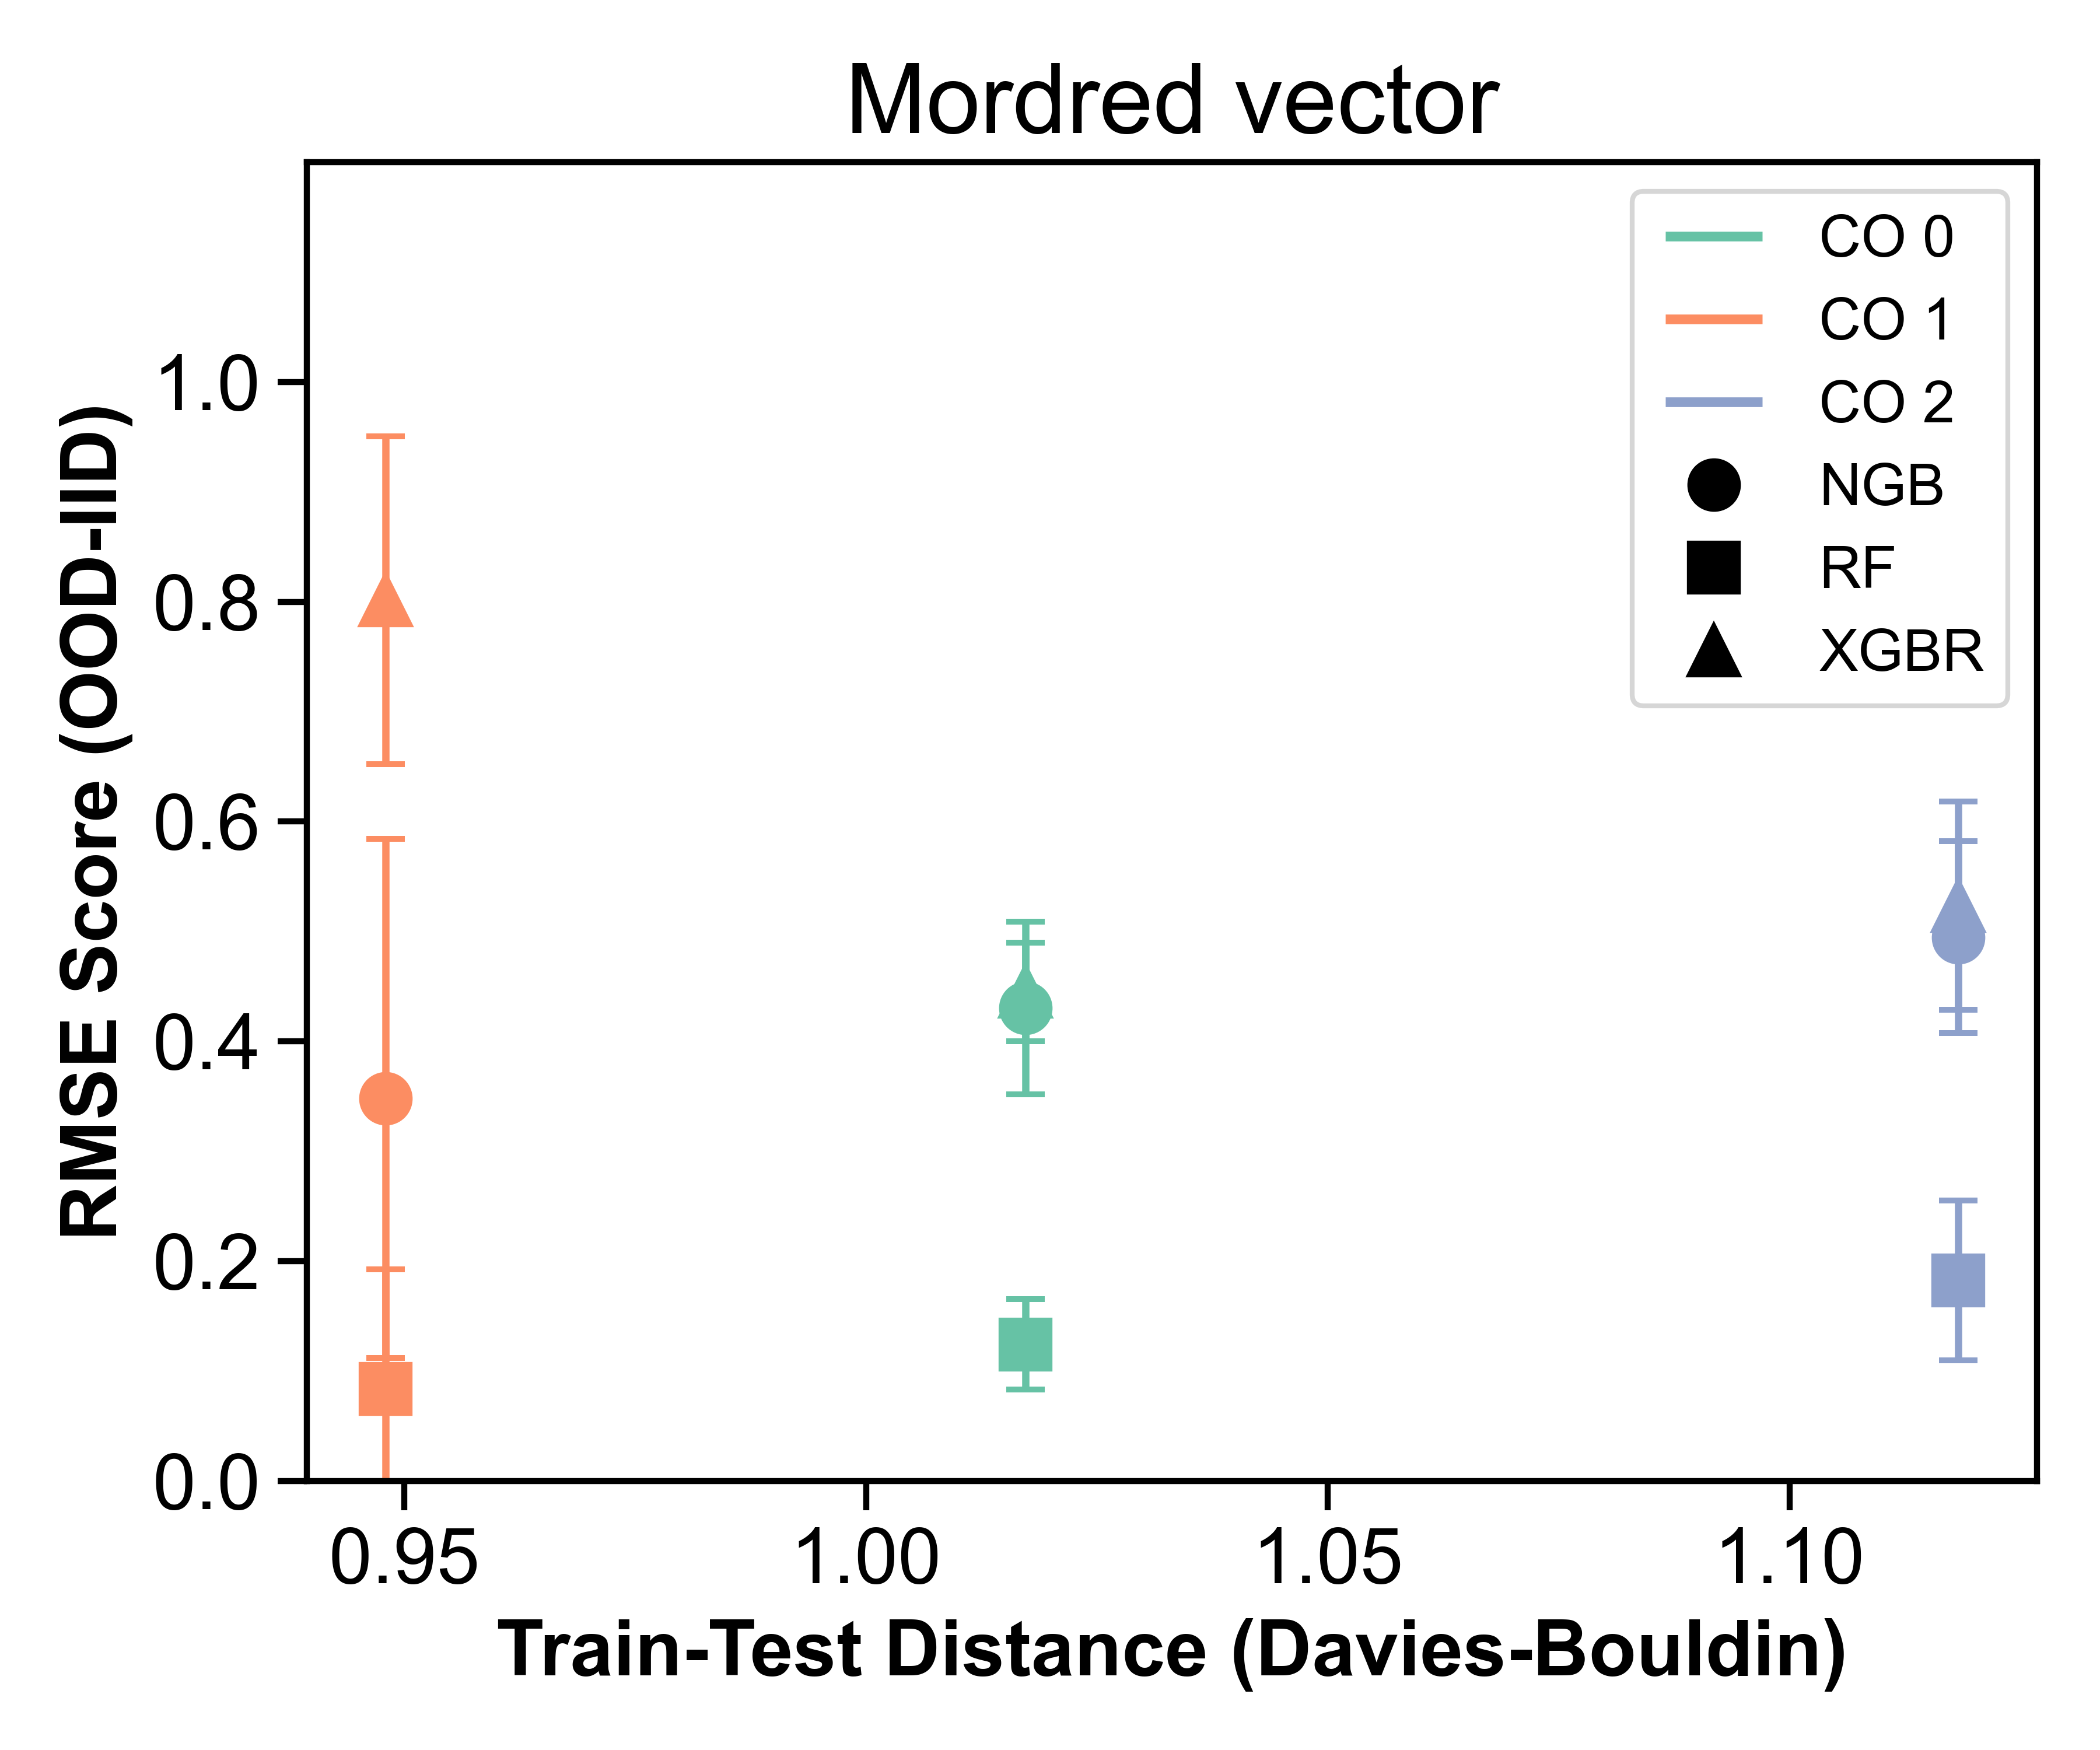 Mordred vector
RMSE Score (OOD-IID)
1.0
0.8
0.6
0.4
0.2
0.0
CO 0
CO 1
CO 2
NGB
RF
XGBR
0.95 1.00 1.05 1.10
Train-Test Distance (Davies-Bouldin)